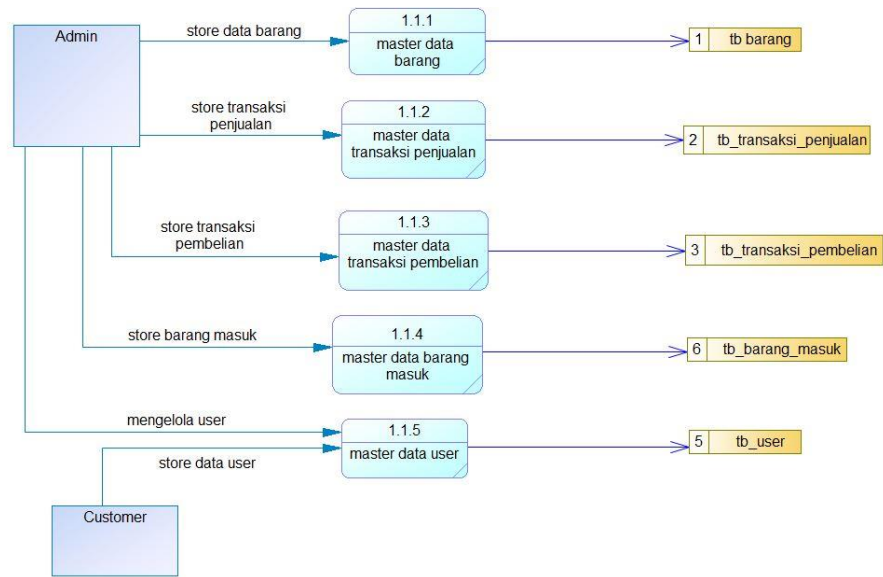 Admin
store data barang
1.1.1
master data
barang
1 tb barang
store transaksi
penjualan
1.1.2
master data
transaksi penjualan
2 tb_transaksi_penjualan
store transaksi
pembelian
1.1.3
master data
transaksi pembelian
3 tb_transaksi_pembelian
store barang masuk
1.1.4
master data barang
masuk
6 tb_barang_masuk
mengelola user
1.1.5
master data user
5 tb_user
store data user
Customer